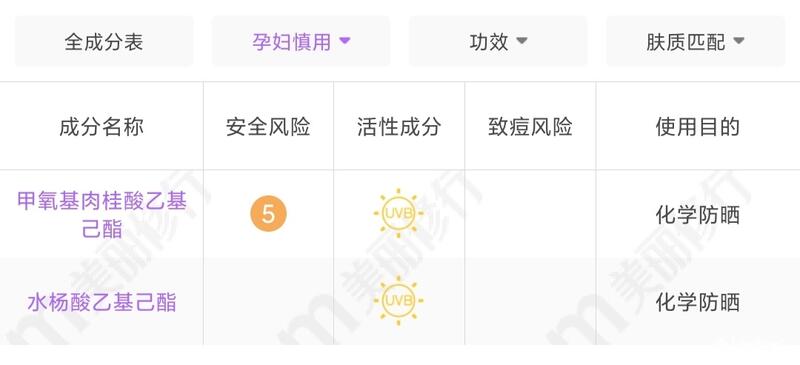 全成分表 孕妇慎用 功效 肤质匹配
成分名称 安全风险 活性成分 致痘风险 使用目的
甲氧基肉桂酸乙基
己酯 5 UVB 化学防晒
水杨酸乙基己酯 UVB 化学防晒
m美丽修行
m美丽修行